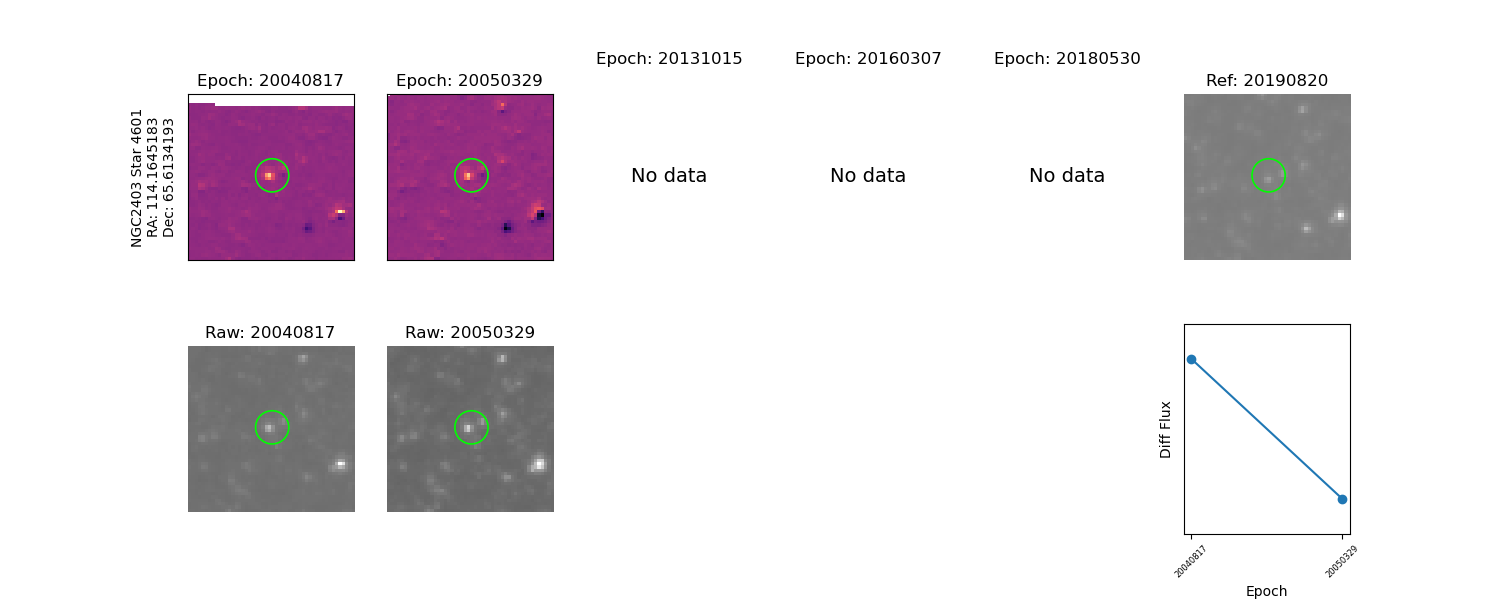 Epoch: 20040817
Epoch: 20050329
Epoch: 20131015
Epoch: 20160307
Epoch: 20180530
Ref: 20190820
NGC2403 Star 4601
RA: 114.1645183
Dec: 65.6134193
No data
No data
No data
Raw: 20040817
Raw: 20050329
Diff Flux
20040817
20050329
Epoch